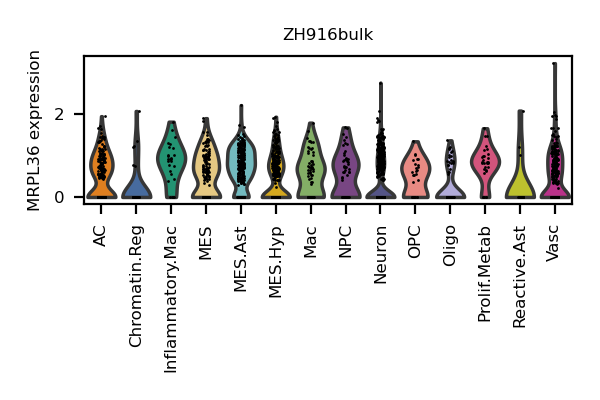 ZH916bulk
MRPL36 expression
2
0
AC
Chromatin.Reg
Inflammatory.Mac
MES
MES.Ast
MES.Hyp
Mac
NPC
Neuron
OPC
Oligo
Prolif.Metab
Reactive.Ast
Vasc